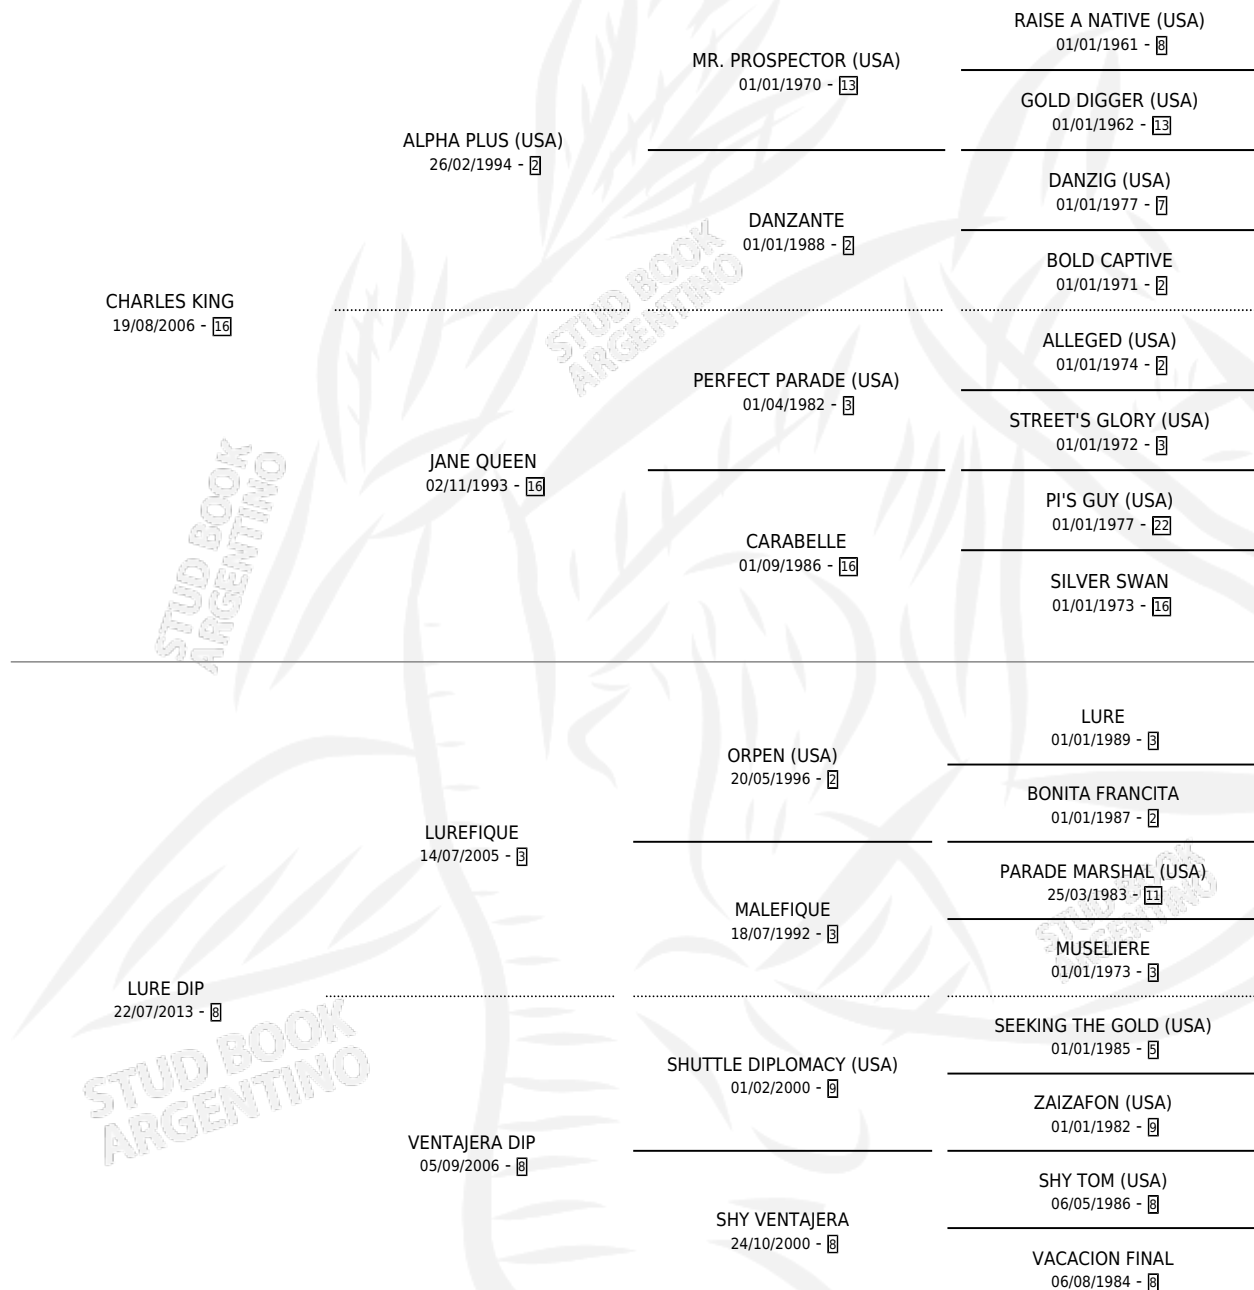 RAISE A NATIVE (USA)
01/01/1961 - 8
MR. PROSPECTOR (USA)
01/01/1970 - 13
GOLD DIGGER (USA)
01/01/1962 - 13
ALPHA PLUS (USA)
26/02/1994 - 2
DANZIG (USA)
01/01/1977 - 7
DANZANTE
01/01/1988 - 2
BOLD CAPTIVE
01/01/1971 - 2
CHARLES KING
19/08/2006 - 16
STUD BOOK
ARGENTINO
ALLEGED (USA)
01/01/1974 - 2
PERFECT PARADE (USA)
01/04/1982 - 3
STREET'S GLORY (USA)
01/01/1972 - 3
JANE QUEEN
02/11/1993 - 16
PI'S GUY (USA)
01/01/1977 - 22
CARABELLE
01/09/1986 - 16
SILVER SWAN
01/01/1973 - 16
STUD BOOK
ARGENTINO
LURE
01/01/1989 - 3
ORPEN (USA)
20/05/1996 - 2
BONITA FRANCITA
01/01/1987 - 2
LUREFIQUE
14/07/2005 - 3
PARADE MARSHAL (USA)
25/03/1983 - 11
MALEFIQUE
18/07/1992 - 3
MUSELIERE
01/01/1973 - 3
STUD BOOK
ARGENTINO
LURE DIP
22/07/2013 - 8
STUD BOOK
ARGENTINO
SEEKING THE GOLD (USA)
01/01/1985 - 5
SHUTTLE DIPLOMACY (USA)
01/02/2000 - 9
ZAIZAFON (USA)
01/01/1982 - 9
VENTAJERA DIP
05/09/2006 - 8
SHY TOM (USA)
06/05/1986 - 8
SHY VENTAJERA
24/10/2000 - 8
VACACION FINAL
06/08/1984 - 8